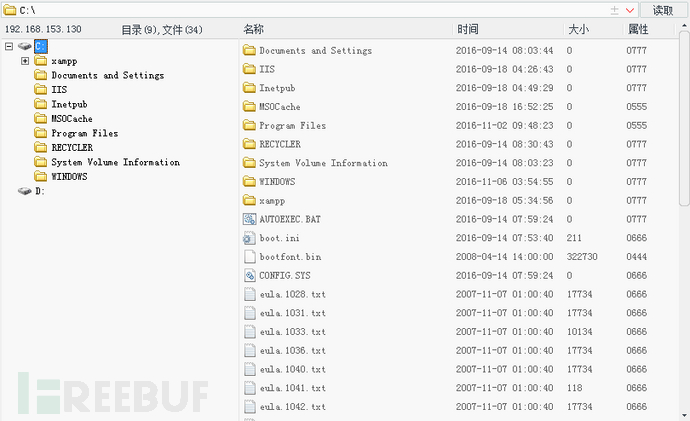 C:\ 读取
192.168.153.130 目录(9),文件(34) 名称 时间 大小 属性
C:
xampp
Documents and Settings
IIS
Inetpub
MSOCache
Program Files
RECYCLER
System Volume Information
WINDOWS
D:
Documents and Settings 2016-09-14 08:03:44 0 0777
IIS 2016-09-18 04:26:43 0 0777
Inetpub 2016-09-18 04:49:29 0 0777
MSOCache 2016-09-18 16:52:25 0 0555
Program Files 2016-11-02 09:48:23 0 0555
RECYCLER 2016-09-14 08:30:43 0 0777
System Volume Information 2016-09-14 08:03:23 0 0777
WINDOWS 2016-11-06 03:54:55 0 0777
xampp 2016-09-18 05:34:56 0 0777
AUTOEXEC.BAT 2016-09-14 07:59:24 0 0777
boot.ini 2016-09-14 07:53:40 211 0666
bootfont.bin 2008-04-14 14:00:00 322730 0444
CONFIG.SYS 2016-09-14 07:59:24 0 0666
eula.1028.txt 2007-11-07 01:00:40 17734 0666
eula.1031.txt 2007-11-07 01:00:40 17734 0666
eula.1033.txt 2007-11-07 01:00:40 10134 0666
eula.1036.txt 2007-11-07 01:00:40 17734 0666
eula.1040.txt 2007-11-07 01:00:40 17734 0666
eula.1041.txt 2007-11-07 01:00:40 118 0666
eula.1042.txt 2007-11-07 01:00:40 17734 0666
FREEBUF